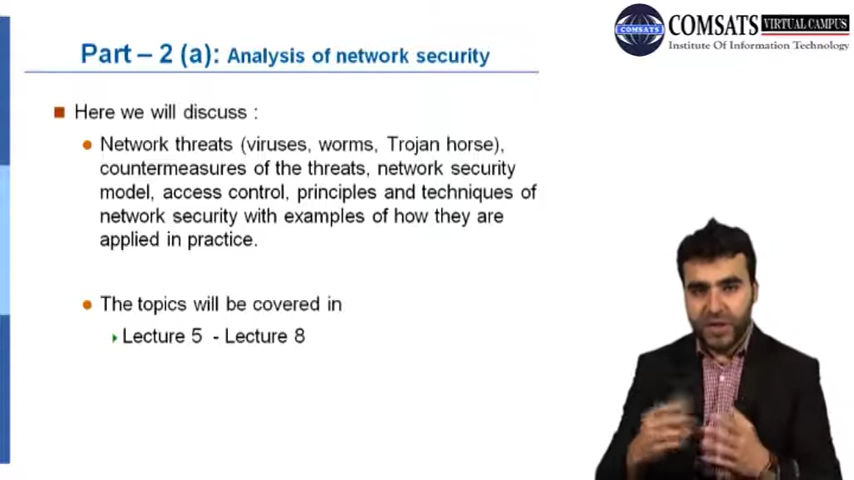 COMSATS VIRTUAL CAMPUS
COMSATS
Institute Of Information Technology
Part – 2 (a): Analysis of network security
Here we will discuss :
Network threats (viruses, worms, Trojan horse),
countermeasures of the threats, network security
model, access control, principles and techniques of
network security with examples of how they are
applied in practice.
The topics will be covered in
Lecture 5 - Lecture 8